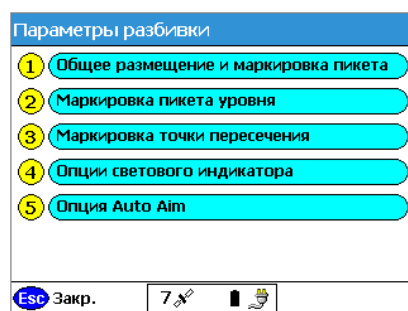 Параметры разбивки
1 Общее размещение и маркировка пикета
2 Маркировка пикета уровня
3 Маркировка точки пересечения
4 Опции светового индикатора
5 Опция Auto Aim
Esc Закр. 7